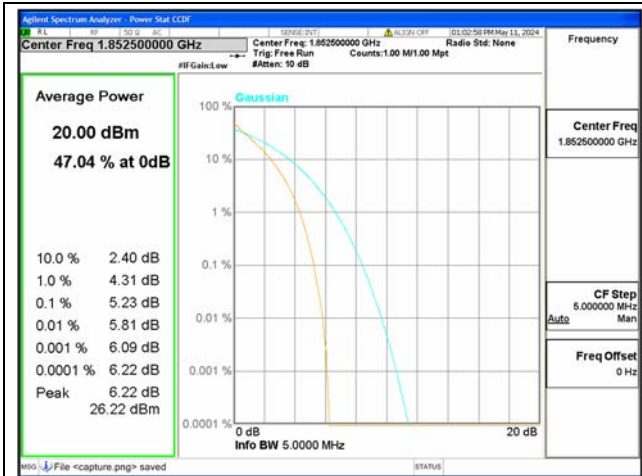 Agilent Spectrum Analyzer - Power Stat CCDF
RL RF 50 Ω AC SENSE:INT ALIGN OFF 01:02:58 PM May 11, 2024
Center Freq 1.852500000 GHz
Center Freq: 1.852500000 GHz Radio Std: None
Trig: Free Run Counts:1.00 M/1.00 Mpt
#IFGain:Low #Atten: 10 dB
Frequency
Average Power
20.00 dBm
47.04 % at 0dB
10.0 % 2.40 dB
1.0 % 4.31 dB
0.1 % 5.23 dB
0.01 % 5.81 dB
0.001 % 6.09 dB
0.0001 % 6.22 dB
Peak 6.22 dB
26.22 dBm
Gaussian
100 %
10 %
1 %
0.1 %
0.01 %
0.001 %
0.0001 %
0 dB 20 dB
Info BW 5.0000 MHz
Center Freq
1.852500000 GHz
CF Step
5.000000 MHz
Auto Man
Freq Offset
0 Hz
MSG File <capture.png> saved STATUS